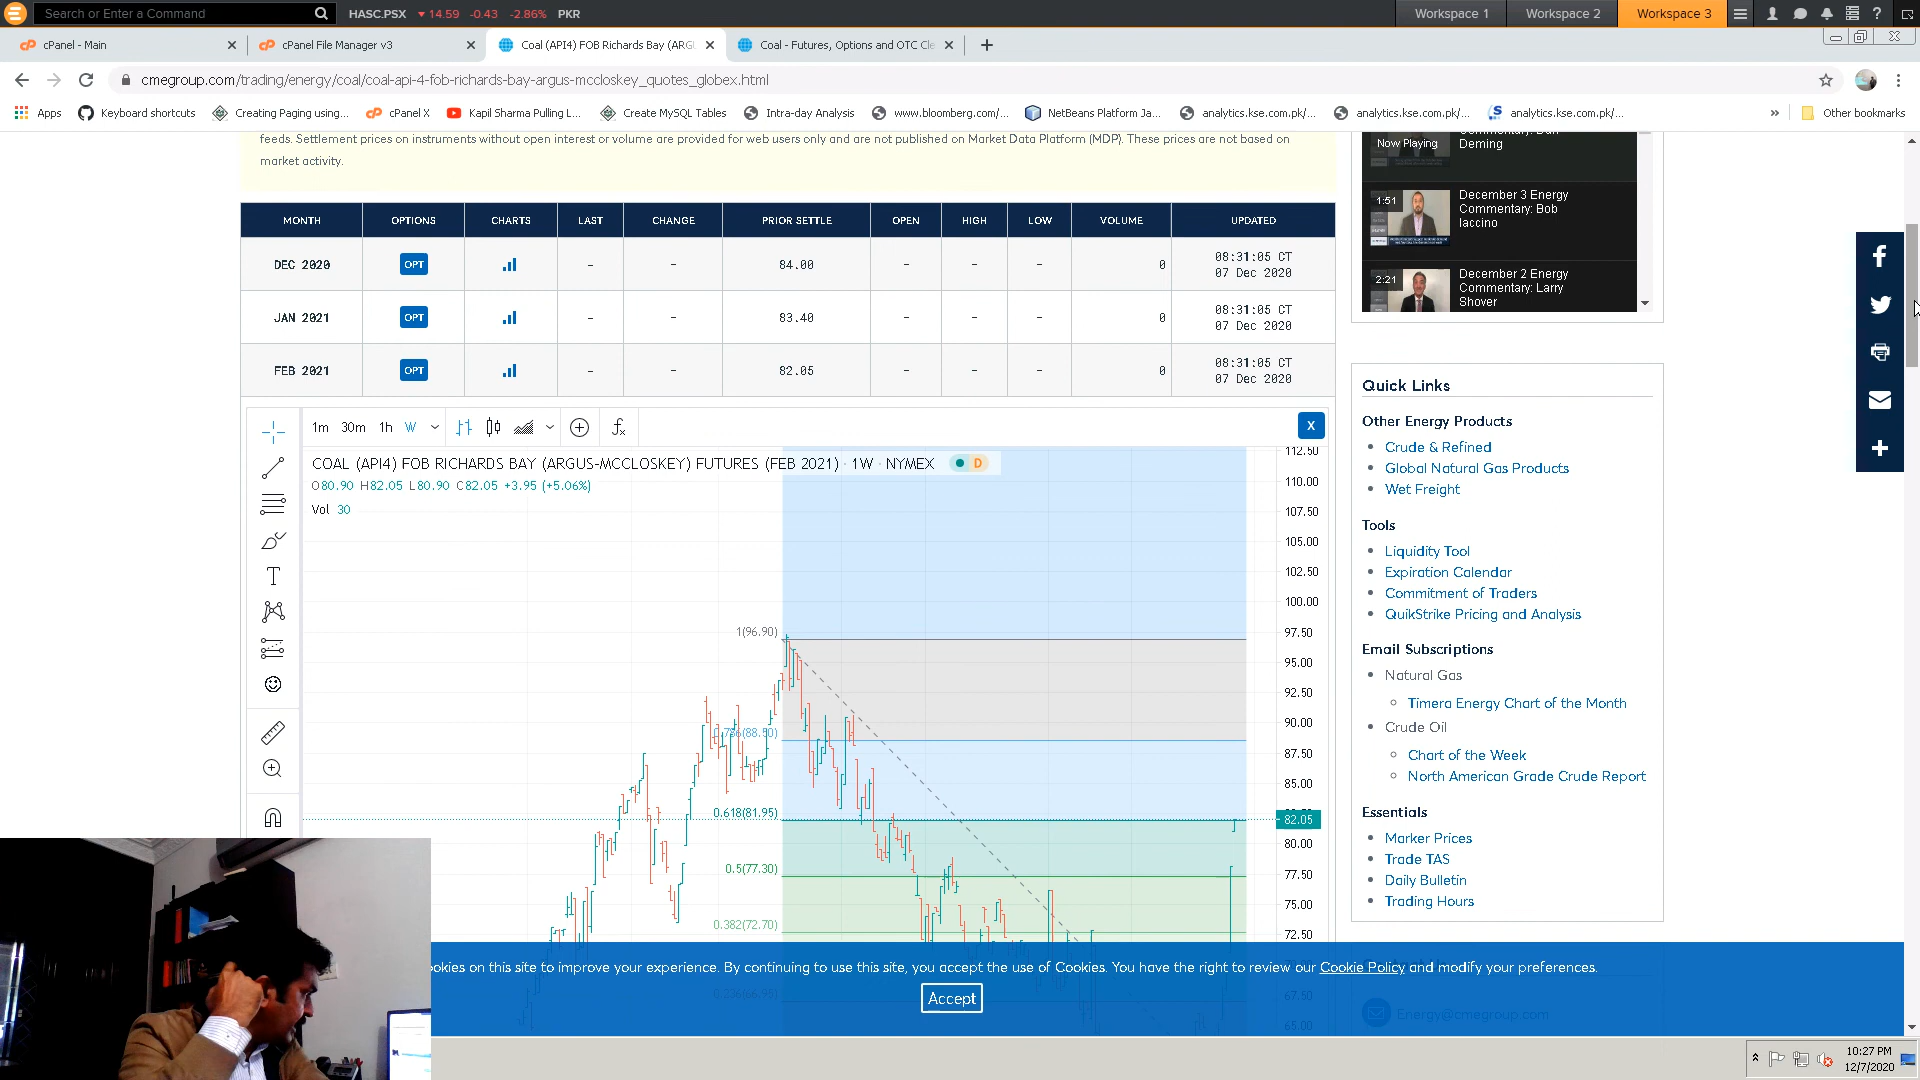 Search or Enter a Command
HASC.PSX 14.59 -0.43 -2.86% PKR
Workspace 1 Workspace 2 Workspace 3
cPanel - Main
cPanel File Manager v3
Coal (API4) FOB Richards Bay (ARG
Coal - Futures, Options and OTC Cle
cmegroup.com/trading/energy/coal/coal-api-4-fob-richards-bay-argus-mccloskey_quotes_globex.html
Apps Keyboard shortcuts Creating Paging using... cPanel X Kapil Sharma Pulling L... Create MySQL Tables Intra-day Analysis www.bloomberg.com/... NetBeans Platform Ja... analytics.kse.com.pk/... analytics.kse.com.pk/... analytics.kse.com.pk/... » Other bookmarks
feeds. Settlement prices on instruments without open interest or volume are provided for web users only and are not published on Market Data Platform (MDP). These prices are not based on
market activity.
MONTH OPTIONS CHARTS LAST CHANGE PRIOR SETTLE OPEN HIGH LOW VOLUME UPDATED
DEC 2020 OPT - - 84.00 - - - 0 08:31:05 CT
07 Dec 2020
JAN 2021 OPT - - 83.40 - - - 0 08:31:05 CT
07 Dec 2020
FEB 2021 OPT - - 82.05 - - - 0 08:31:05 CT
07 Dec 2020
1m 30m 1h W
X
COAL (API4) FOB RICHARDS BAY (ARGUS-MCCLOSKEY) FUTURES (FEB 2021) · 1W · NYMEX D
O80.90 H82.05 L80.90 C82.05 +3.95 (+5.06%)
Vol 30
1(96.90)
0.786(88.50)
0.618(81.95)
0.5(77.30)
0.382(72.70)
112.50
110.00
107.50
105.00
102.50
100.00
97.50
95.00
92.50
90.00
87.50
85.00
82.05
80.00
77.50
75.00
72.50
67.50
65.00
Now Playing
Deming
1:51
December 3 Energy
Commentary: Bob
Iaccino
2:21
December 2 Energy
Commentary: Larry
Shover
Quick Links
Other Energy Products
Crude & Refined
Global Natural Gas Products
Wet Freight
Tools
Liquidity Tool
Expiration Calendar
Commitment of Traders
QuikStrike Pricing and Analysis
Email Subscriptions
Natural Gas
Timera Energy Chart of the Month
Crude Oil
Chart of the Week
North American Grade Crude Report
Essentials
Marker Prices
Trade TAS
Daily Bulletin
Trading Hours
Energy@cmegroup.com
ookies on this site to improve your experience. By continuing to use this site, you accept the use of Cookies. You have the right to review our Cookie Policy and modify your preferences.
Accept
10:27 PM
12/7/2020